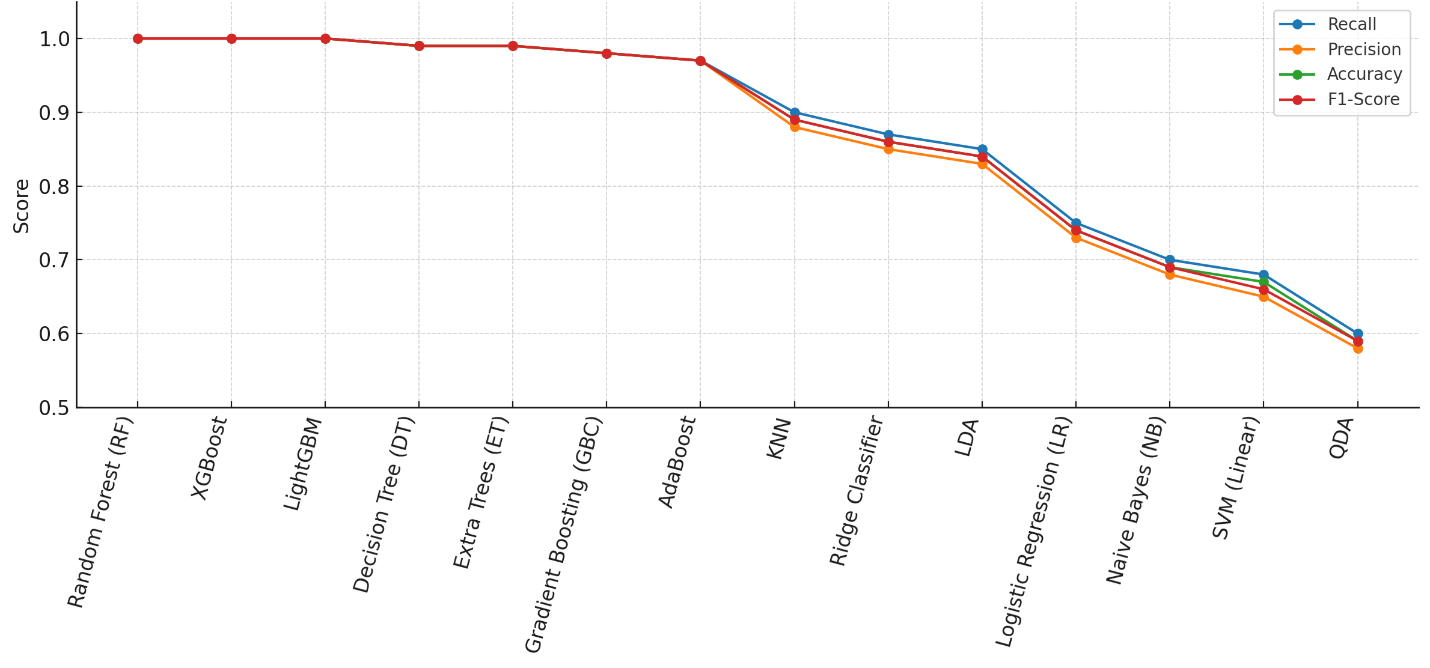 Score
1.0
0.9
0.8
0.7
0.6
0.5
Recall
Precision
Accuracy
F1-Score
Random Forest (RF)
XGBoost
LightGBM
Decision Tree (DT)
Extra Trees (ET)
Gradient Boosting (GBC)
AdaBoost
KNN
Ridge Classifier
LDA
Logistic Regression (LR)
Naive Bayes (NB)
SVM (Linear)
QDA